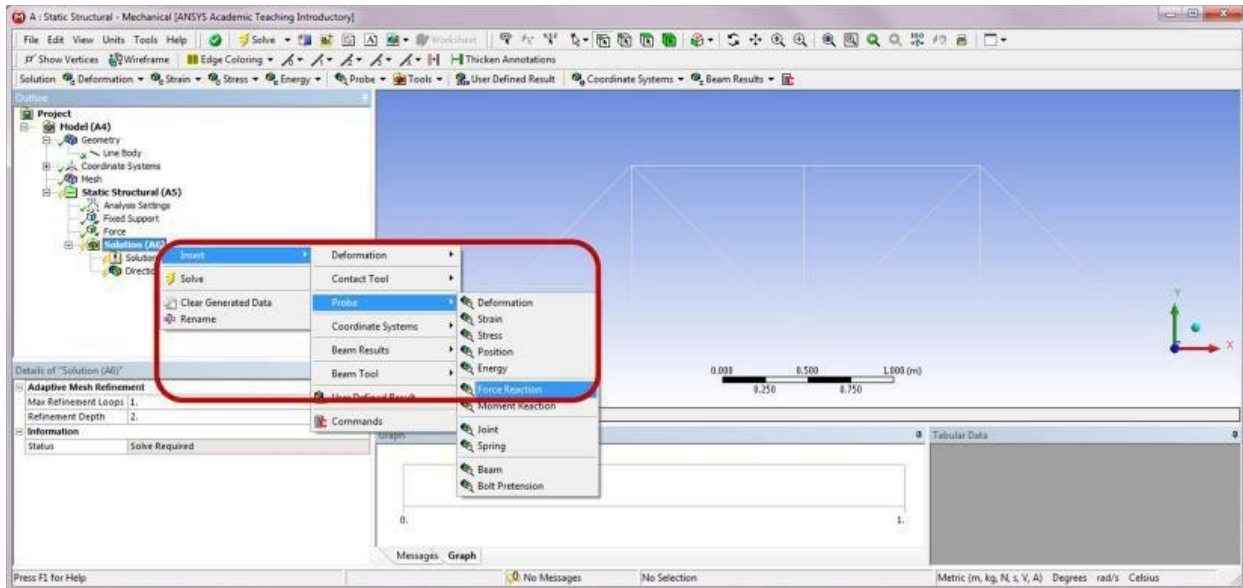 A : Static Structural - Mechanical [ANSYS Academic Teaching Introductory]
File Edit View Units Tools Help Solve Worksheet
Show Vertices Wireframe Edge Coloring Thicken Annotations
Solution Deformation Strain Stress Energy Probe Tools User Defined Result Coordinate Systems Beam Results
Outline
Project
Model (A4)
Geometry
Line Body
Coordinate Systems
Mesh
Static Structural (A5)
Analysis Settings
Fixed Support
Force
Solution (A6)
Solution
Directi
Insert
Solve
Clear Generated Data
Rename
Deformation
Contact Tool
Probe
Coordinate Systems
Beam Results
Beam Tool
User Defined Result
Commands
Deformation
Strain
Stress
Position
Energy
Force Reaction
Moment Reaction
Joint
Spring
Beam
Bolt Pretension
Y
X
0.500 1.000 (m)
0.250 0.750
Details of "Solution (A6)"
Adaptive Mesh Refinement
Max Refinement Loops 1.
Refinement Depth 2.
Information
Status Solve Required
Graph
Tabular Data
0. 1.
Messages Graph
Press F1 for Help No Messages No Selection Metric (m, kg, N, s, V, A) Degrees rad/s Celsius